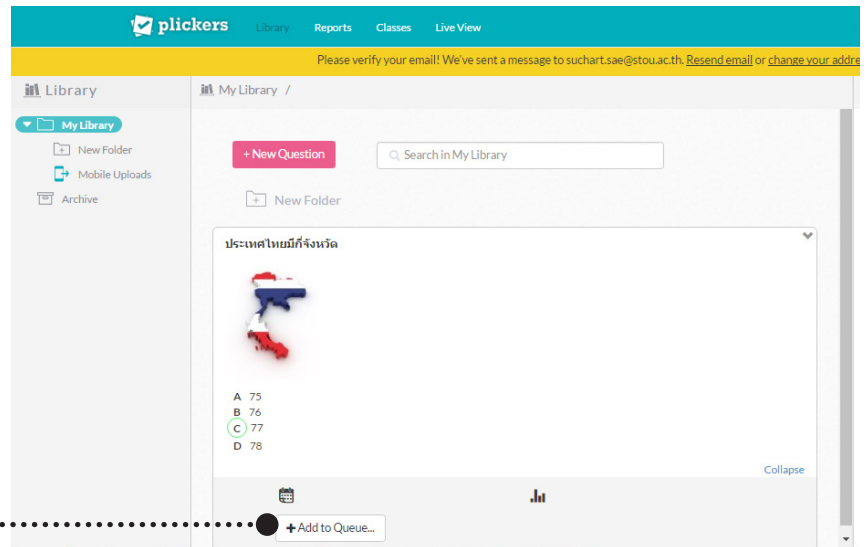 plickers Library Reports Classes Live View
Please verify your email! We've sent a message to suchart.sae@stou.ac.th. Resend email or change your addre
Library
My Library /
My Library
New Folder
Mobile Uploads
Archive
+ New Question
Search in My Library
New Folder
ประเทศไทยมีกี่จังหวัด
A 75
B 76
C 77
D 78
Collapse
+ Add to Queue...